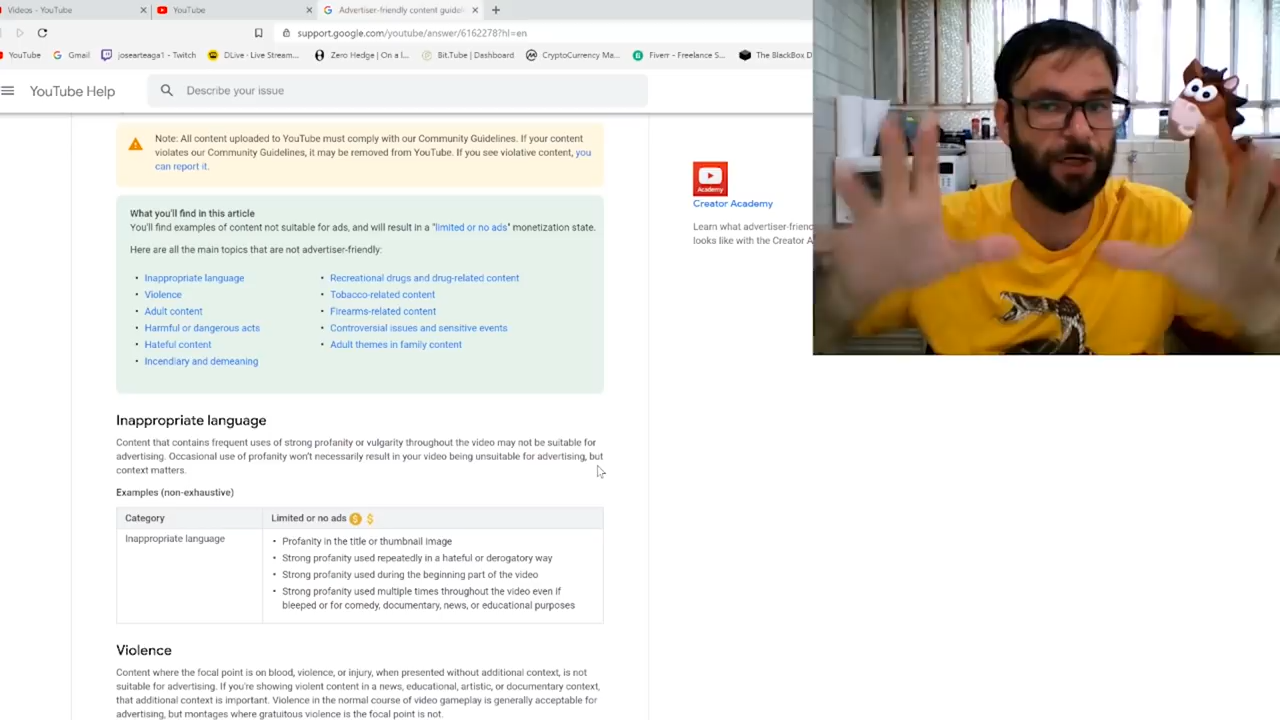 Videos - YouTube
YouTube
Advertiser-friendly content guidel
support.google.com/youtube/answer/6162278?hl=en
YouTube
Gmail
josearteaga1 - Twitch
DLive · Live Stream...
Zero Hedge | On a l...
Bit.Tube | Dashboard
CryptoCurrency Ma...
Fiverr - Freelance S...
The BlackBox D
YouTube Help
Describe your issue
Note: All content uploaded to YouTube must comply with our Community Guidelines. If your content
violates our Community Guidelines, it may be removed from YouTube. If you see violative content, you
can report it.
Academy
Creator Academy
Learn what advertiser-friend
looks like with the Creator A
What you'll find in this article
You'll find examples of content not suitable for ads, and will result in a "limited or no ads" monetization state.
Here are all the main topics that are not advertiser-friendly:
• Inappropriate language
• Violence
• Adult content
• Harmful or dangerous acts
• Hateful content
• Incendiary and demeaning
• Recreational drugs and drug-related content
• Tobacco-related content
• Firearms-related content
• Controversial issues and sensitive events
• Adult themes in family content
Inappropriate language
Content that contains frequent uses of strong profanity or vulgarity throughout the video may not be suitable for
advertising. Occasional use of profanity won't necessarily result in your video being unsuitable for advertising, but
context matters.
Examples (non-exhaustive)
Category
Limited or no ads
Inappropriate language
• Profanity in the title or thumbnail image
• Strong profanity used repeatedly in a hateful or derogatory way
• Strong profanity used during the beginning part of the video
• Strong profanity used multiple times throughout the video even if
bleeped or for comedy, documentary, news, or educational purposes
Violence
Content where the focal point is on blood, violence, or injury, when presented without additional context, is not
suitable for advertising. If you're showing violent content in a news, educational, artistic, or documentary context,
that additional context is important. Violence in the normal course of video gameplay is generally acceptable for
advertising, but montages where gratuitous violence is the focal point is not.